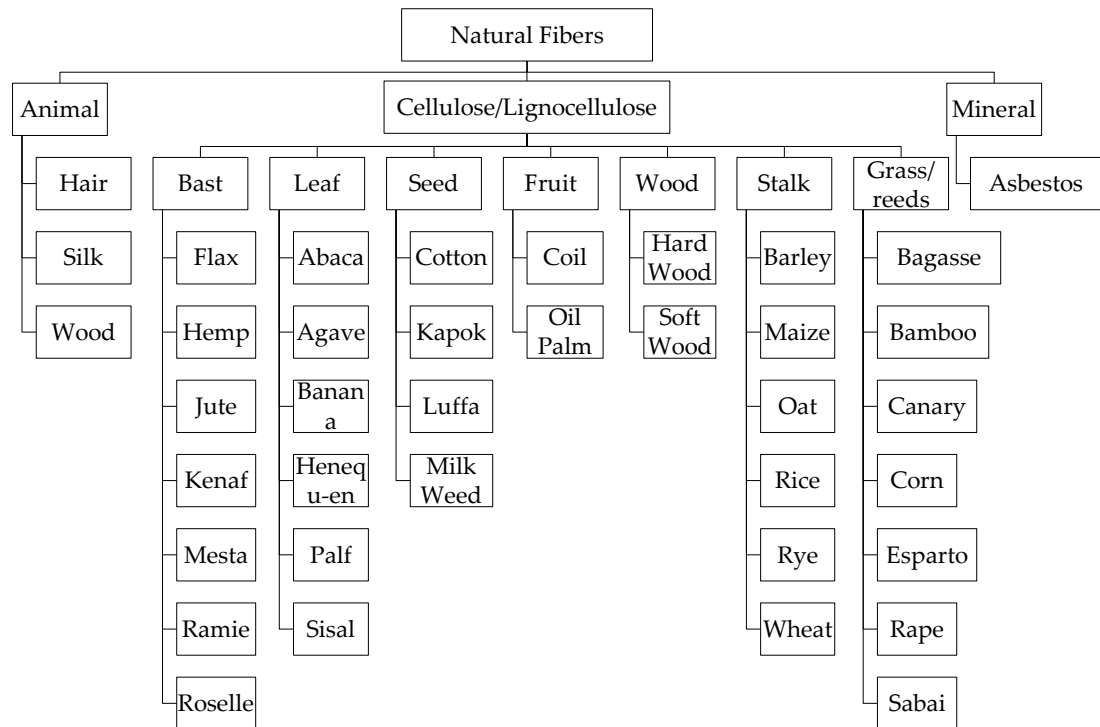 Natural Fibers
Animal
Cellulose/Lignocellulose
Mineral
Hair
Silk
Wood
Bast
Flax
Hemp
Jute
Kenaf
Mesta
Ramie
Roselle
Leaf
Abaca
Agave
Banan
a
Henequ
u-en
Palf
Sisal
Seed
Cotton
Kapok
Luffa
Milk
Weed
Fruit
Coil
Oil
Palm
Wood
Hard
Wood
Soft
Wood
Stalk
Barley
Maize
Oat
Rice
Rye
Wheat
Grass/
reeds
Bagasse
Bamboo
Canary
Corn
Esparto
Rape
Sabai
Asbestos